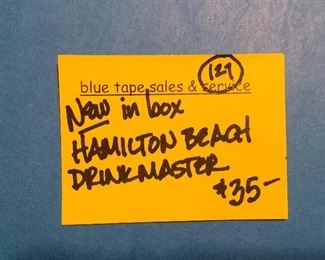 129
blue tape sales & service
New in box
HAMILTON BEACH
DRINKMASTER
$35-